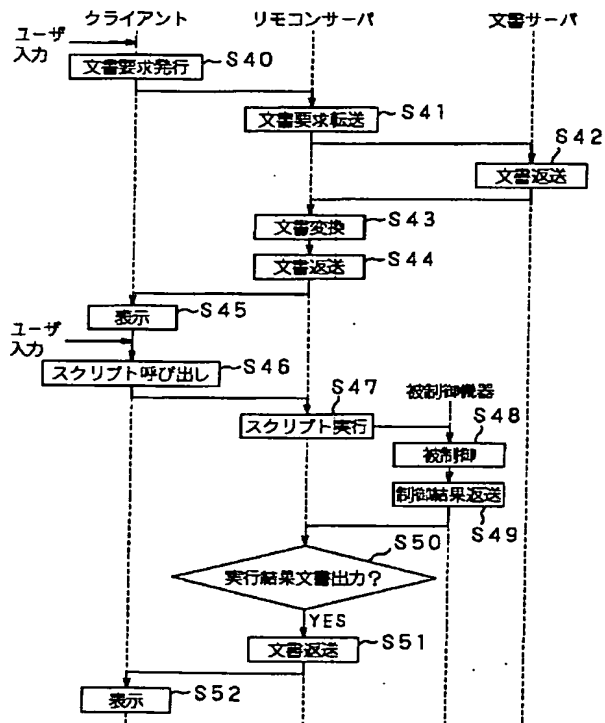 クライアント リモコンサーバ 文書サーバ
ユーザ
入力
文書要求発行 S40
文書要求転送 S41
S42
文書返送
文書変換 S43
文書返送 S44
表示 S45
ユーザ
入力
スクリプト呼び出し S46
S47 被制御機器
スクリプト実行 S48
被制御
制御結果返送
S49
S50
実行結果文書出力?
YES
文書返送 S51
表示 S52